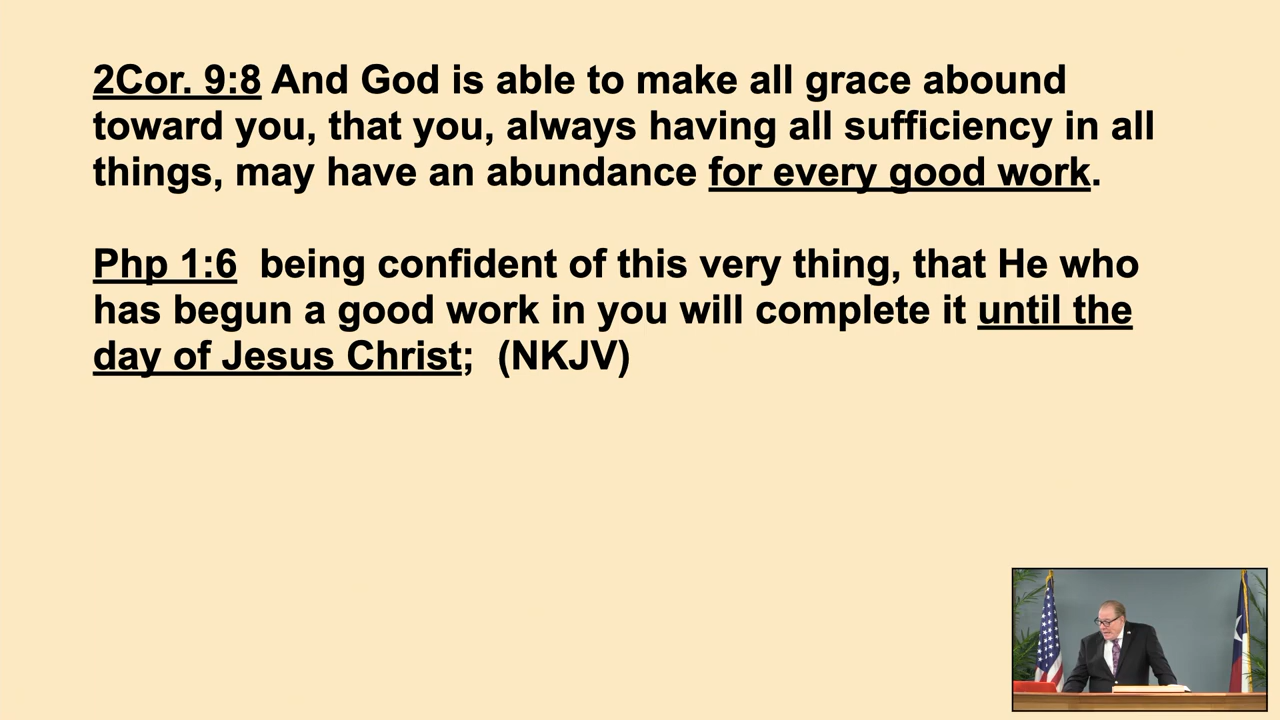 2Cor. 9:8 And God is able to make all grace abound
toward you, that you, always having all sufficiency in all
things, may have an abundance for every good work.
Php 1:6  being confident of this very thing, that He who
has begun a good work in you will complete it until the
day of Jesus Christ;  (NKJV)